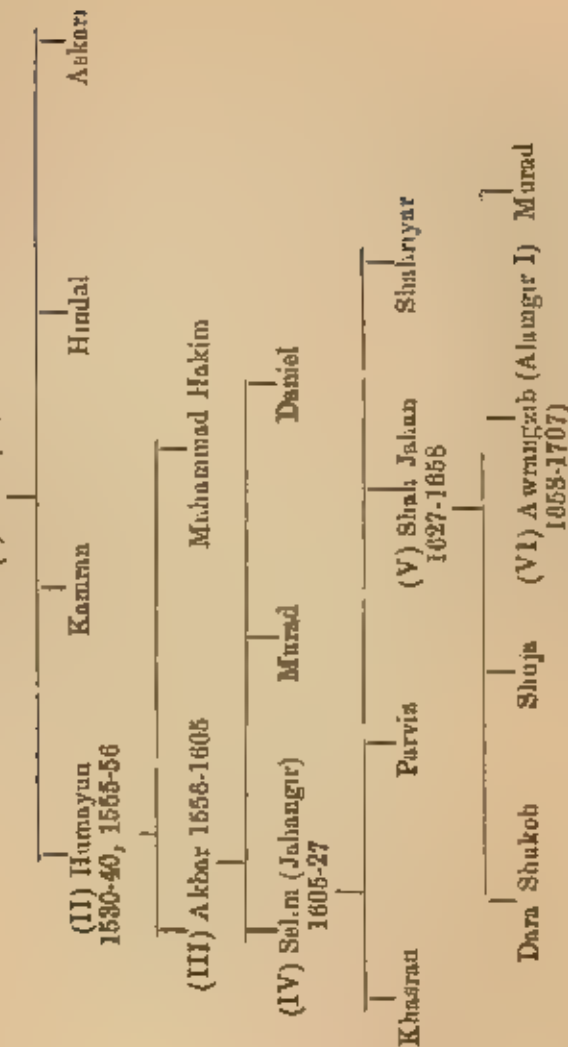 (II) Humayun
1530-40, 1555-56
Kamran
Hindal
Askari
(III) Akbar 1556-1605
Muhammad Hakim
(IV) Selim (Jahangir)
1605-27
Murad
Daniel
Khasrau
Parviz
(V) Shah Jahan
1627-1658
Shahryar
Dara Shukoh
Shuja
(VI) Awrangzib (Alamgir I)
1658-1707)
Murad